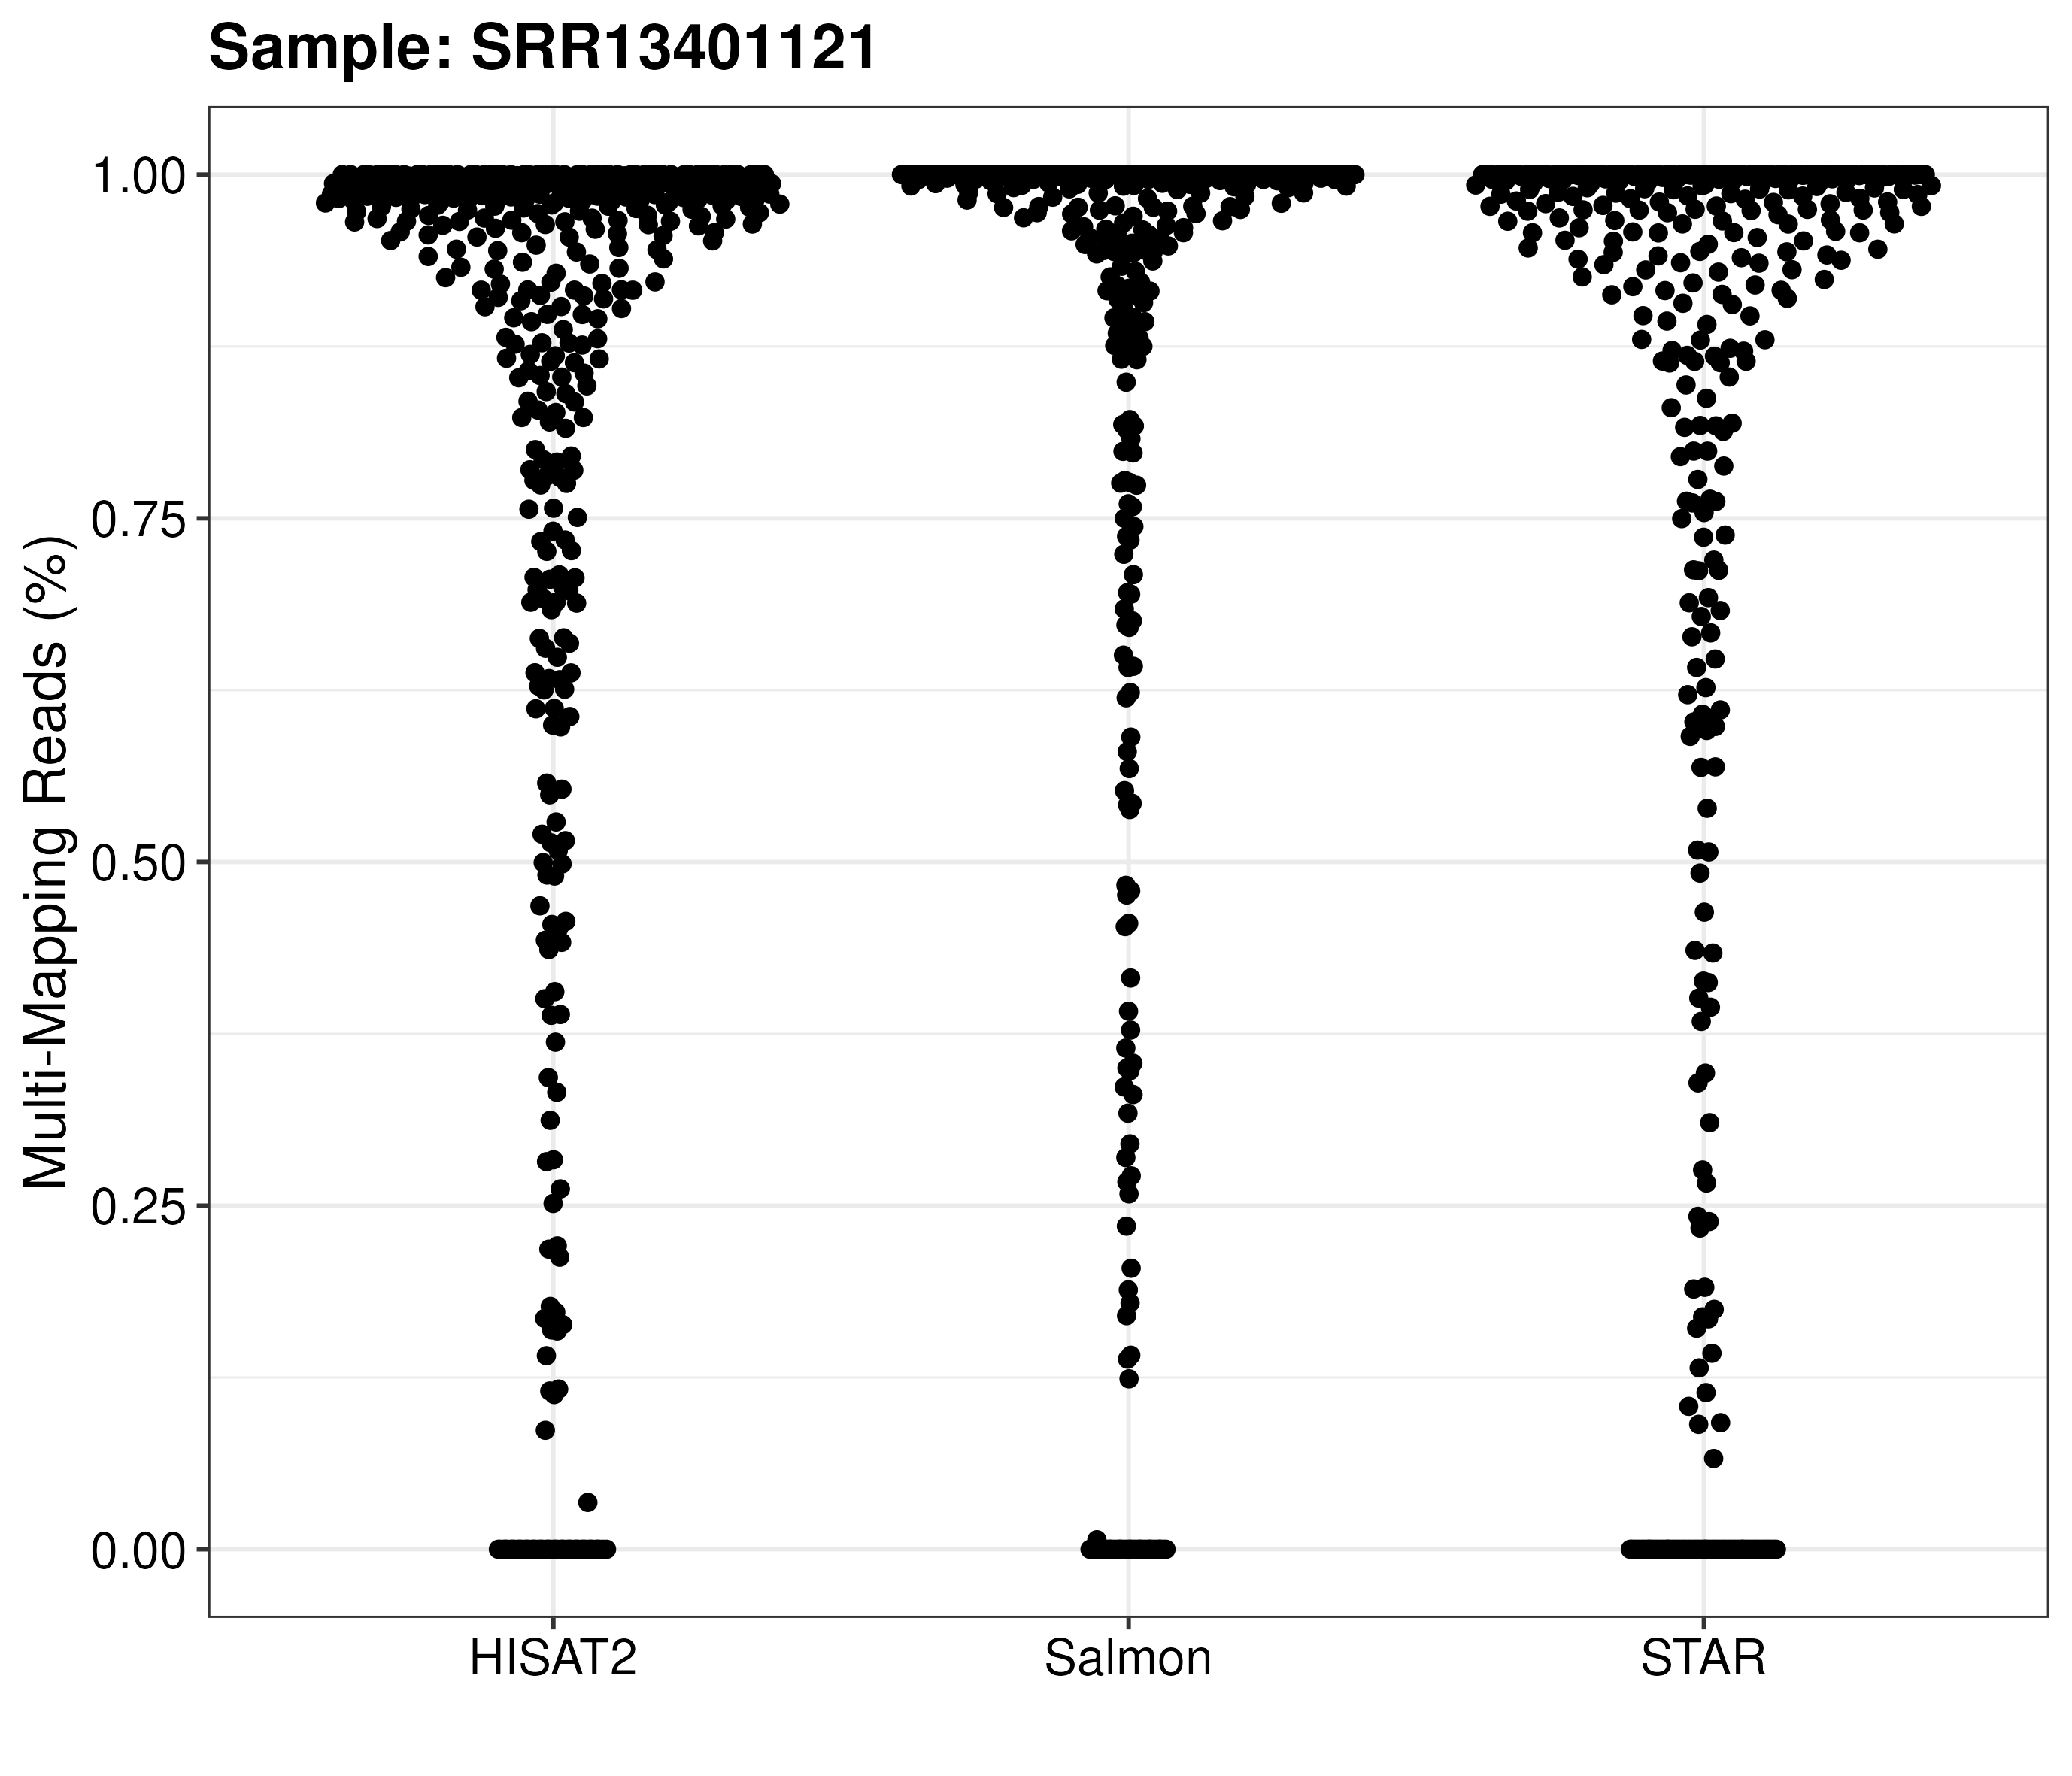 Sample: SRR13401121
Multi-Mapping Reads (%)
1.00
0.75
0.50
0.25
0.00
HISAT2 Salmon STAR